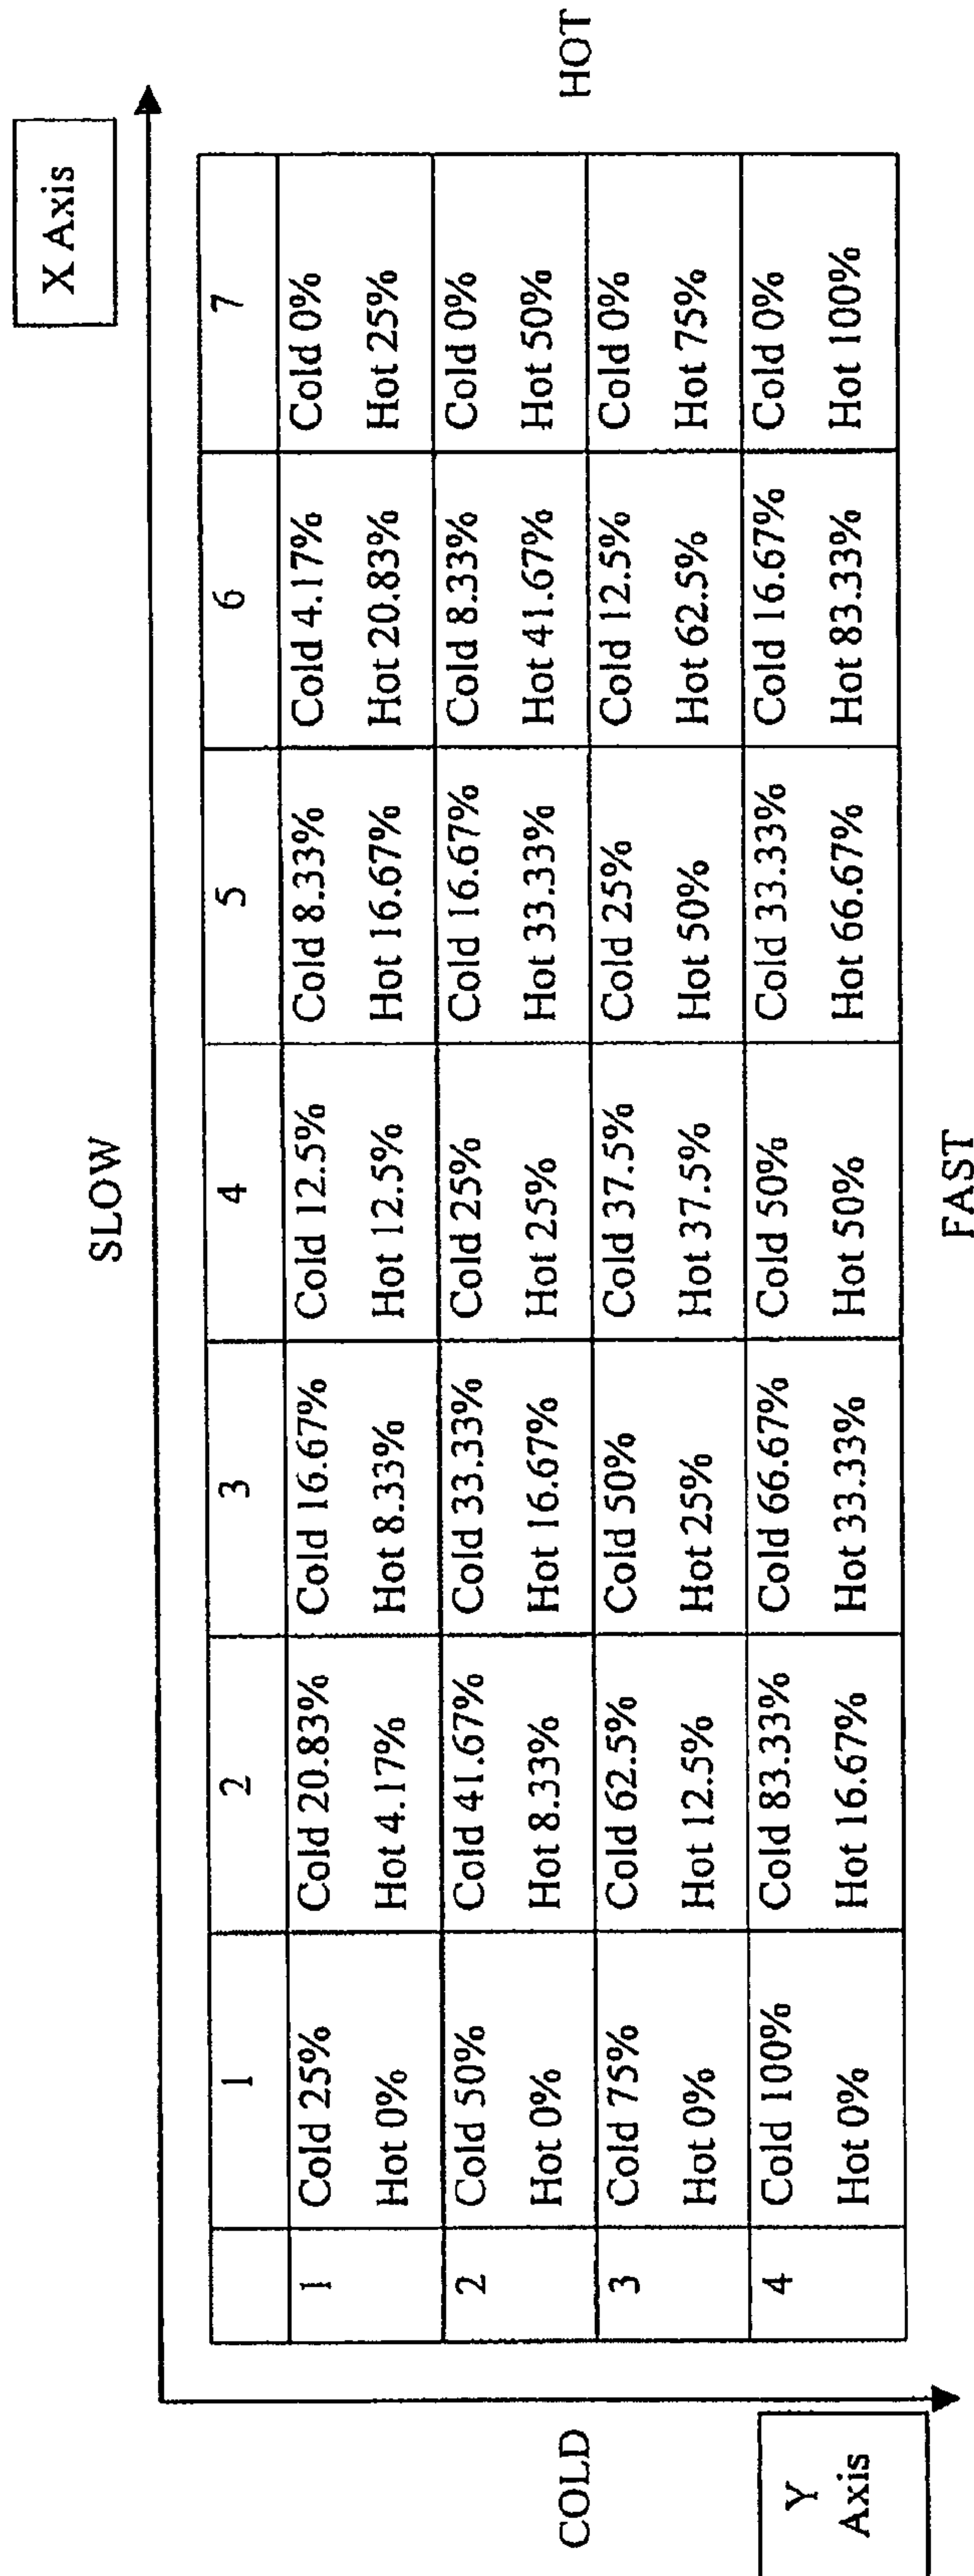 X Axis
SLOW
1 2 3 4 5 6 7
1 Cold 25% Cold 20.83% Cold 16.67% Cold 12.5% Cold 8.33% Cold 4.17% Cold 0%
Hot 0% Hot 4.17% Hot 8.33% Hot 12.5% Hot 16.67% Hot 20.83% Hot 25%
2 Cold 50% Cold 41.67% Cold 33.33% Cold 25% Cold 16.67% Cold 8.33% Cold 0%
Hot 0% Hot 8.33% Hot 16.67% Hot 25% Hot 33.33% Hot 41.67% Hot 50%
COLD
HOT
3 Cold 75% Cold 62.5% Cold 50% Cold 37.5% Cold 25% Cold 12.5% Cold 0%
Hot 0% Hot 12.5% Hot 25% Hot 37.5% Hot 50% Hot 62.5% Hot 75%
4 Cold 100% Cold 83.33% Cold 66.67% Cold 50% Cold 33.33% Cold 16.67% Cold 0%
Hot 0% Hot 16.67% Hot 33.33% Hot 50% Hot 66.67% Hot 83.33% Hot 100%
Y
Axis
FAST